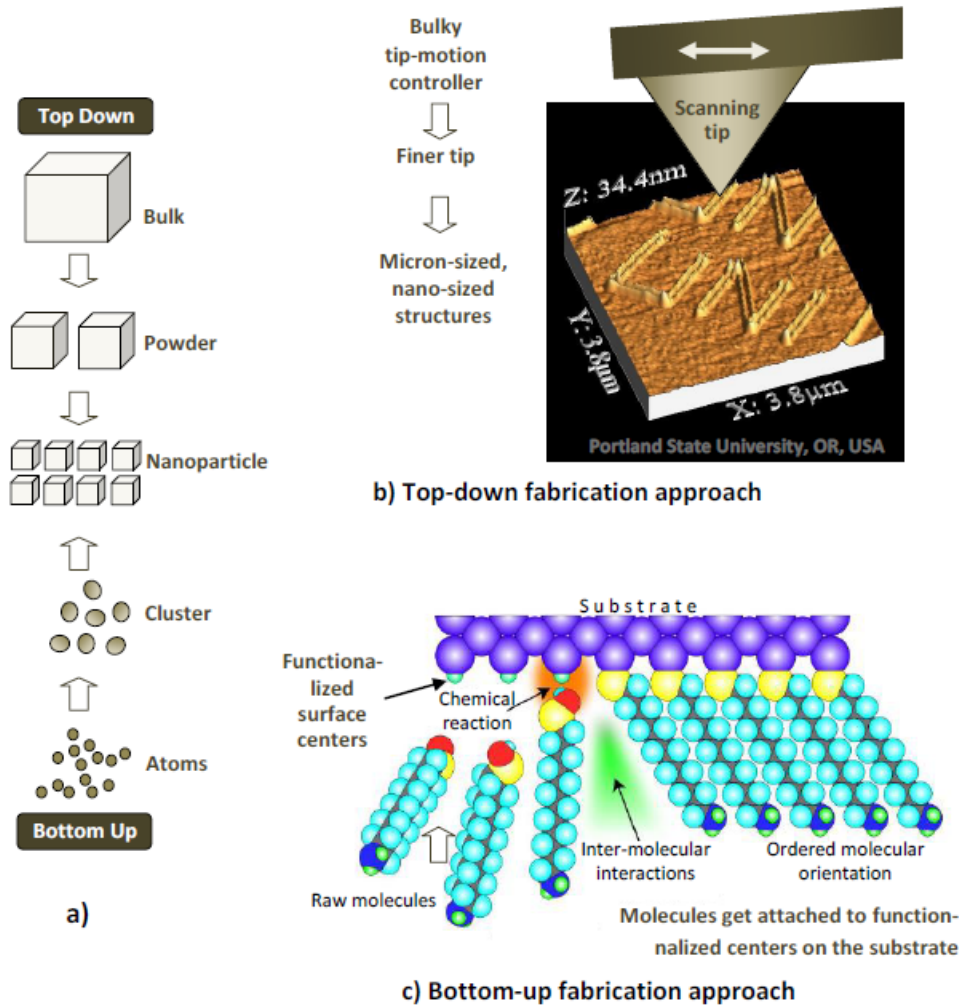 Top Down
Bulk
Powder
Nanoparticle
Cluster
Atoms
Bottom Up
a)
Bulky
tip-motion
controller
Finer tip
Micron-sized,
nano-sized
structures
Scanning
tip
Z: 34.4nm
Y: 3.8µm
X: 3.8µm
Portland State University, OR, USA
b) Top-down fabrication approach
Substrate
Functiona-
lized
surface
centers
Chemical
reaction
Raw molecules
Inter-molecular
interactions
Ordered molecular
orientation
Molecules get attached to function-
nalized centers on the substrate
c) Bottom-up fabrication approach